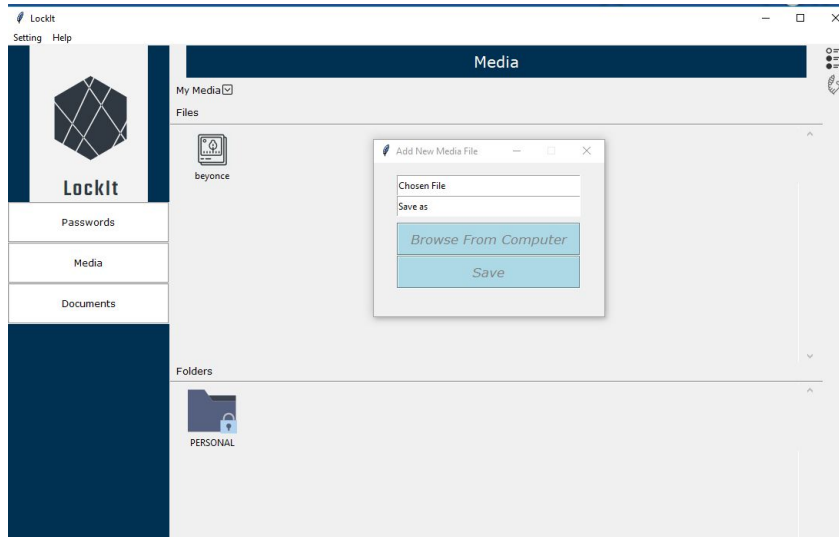 LockIt
Setting Help
Media
My Media
Files
beyonce
LockIt
Passwords
Media
Documents
Add New Media File
Chosen File
Save as
Browse From Computer
Save
Folders
PERSONAL